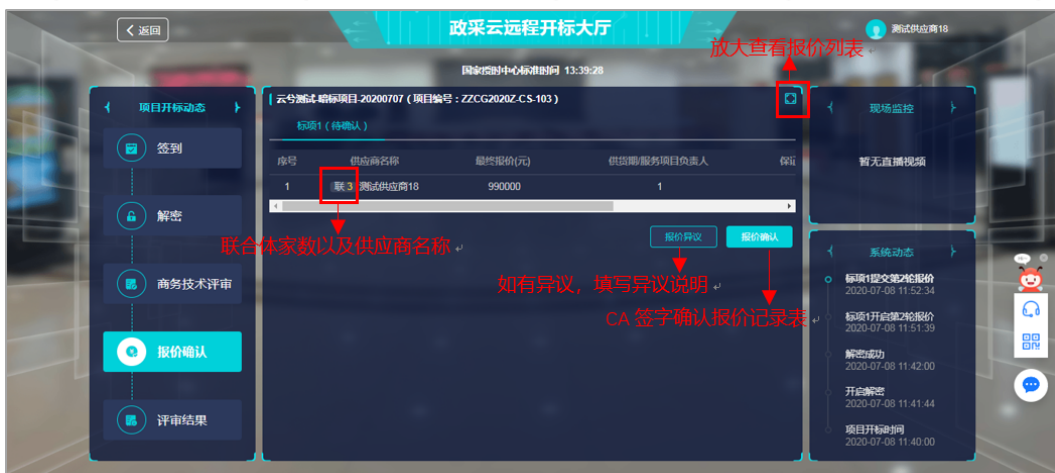 返回
政采云远程开标大厅
测试供应商18
放大查看报价列表
国家授时中心标准时间 13:39:28
项目开标动态
签到
解密
商务技术评审
报价确认
评审结果
云兮测试-暗标项目-20200707 ( 项目编号：ZZCG2020Z-CS-103 )
标项1 ( 待确认 )
序号 供应商名称 最终报价(元) 供货期/服务项目负责人 保证
1 联 3 测试供应商18 990000 1
报价异议 报价确认
联合体家数以及供应商名称
如有异议，填写异议说明
CA 签字确认报价记录表
现场监控
暂无直播视频
系统动态
标项1提交第2轮报价
2020-07-08 11:52:34
标项1开启第2轮报价
2020-07-08 11:51:39
解密成功
2020-07-08 11:42:00
开启解密
2020-07-08 11:41:44
项目开标时间
2020-07-08 11:40:00